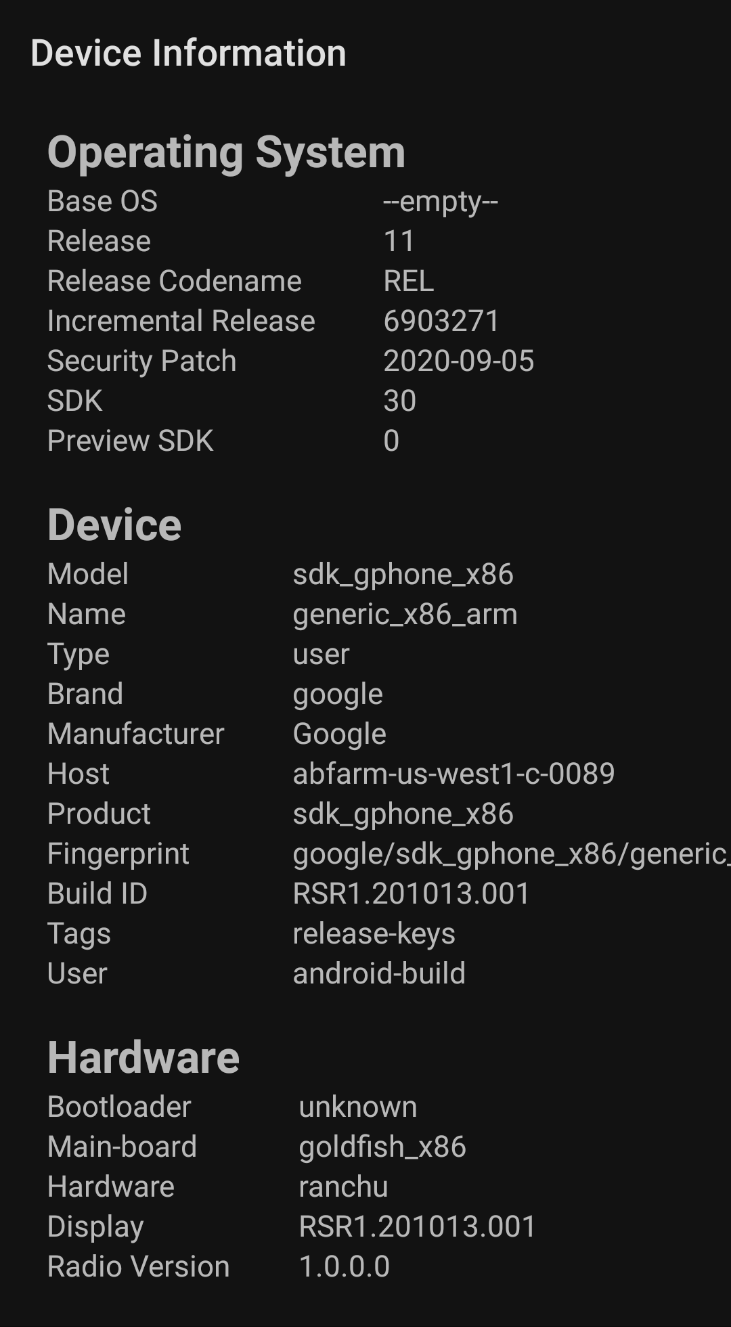 Device Information
Operating System
Base OS --empty--
Release 11
Release Codename REL
Incremental Release 6903271
Security Patch 2020-09-05
SDK 30
Preview SDK 0
Device
Model sdk_gphone_x86
Name generic_x86_arm
Type user
Brand google
Manufacturer Google
Host abfarm-us-west1-c-0089
Product sdk_gphone_x86
Fingerprint google/sdk_gphone_x86/generic_
Build ID RSR1.201013.001
Tags release-keys
User android-build
Hardware
Bootloader unknown
Main-board goldfish_x86
Hardware ranchu
Display RSR1.201013.001
Radio Version 1.0.0.0